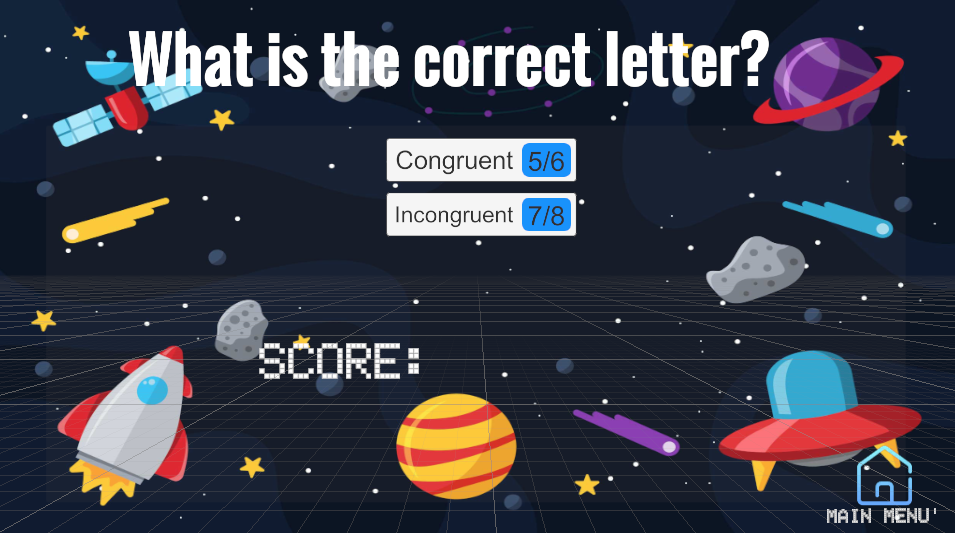 What is the correct letter?
Congruent 5/6
Incongruent 7/8
SCORE:
MAIN MENU'